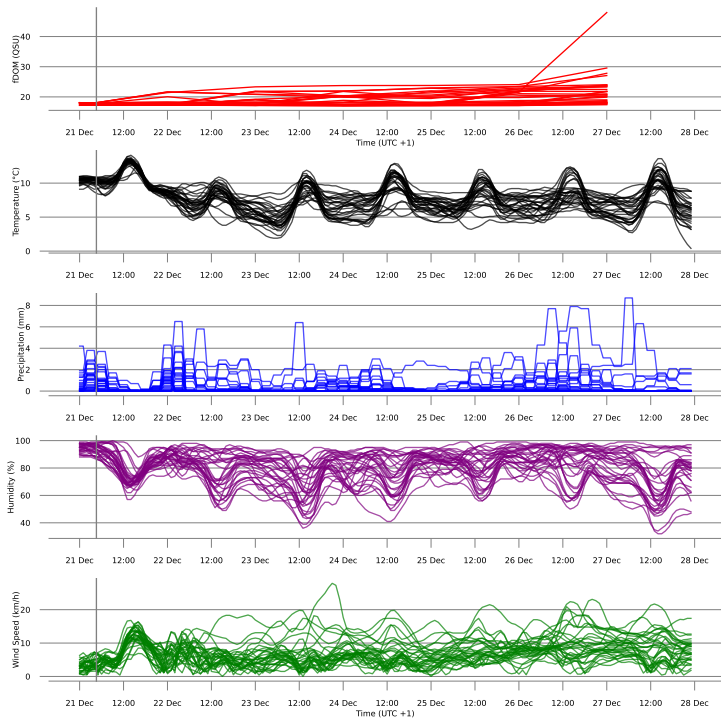 fDOM (QSU)
40
30
20
21 Dec 12:00 22 Dec 12:00 23 Dec 12:00 24 Dec 12:00 25 Dec 12:00 26 Dec 12:00 27 Dec 12:00 28 Dec
Time (UTC +1)
Temperature (°C)
10
5
0
21 Dec 12:00 22 Dec 12:00 23 Dec 12:00 24 Dec 12:00 25 Dec 12:00 26 Dec 12:00 27 Dec 12:00 28 Dec
Precipitation (mm)
8
6
4
2
0
21 Dec 12:00 22 Dec 12:00 23 Dec 12:00 24 Dec 12:00 25 Dec 12:00 26 Dec 12:00 27 Dec 12:00 28 Dec
Humidity (%)
100
80
60
40
21 Dec 12:00 22 Dec 12:00 23 Dec 12:00 24 Dec 12:00 25 Dec 12:00 26 Dec 12:00 27 Dec 12:00 28 Dec
Wind Speed (km/h)
20
10
0
21 Dec 12:00 22 Dec 12:00 23 Dec 12:00 24 Dec 12:00 25 Dec 12:00 26 Dec 12:00 27 Dec 12:00 28 Dec
Time (UTC +1)